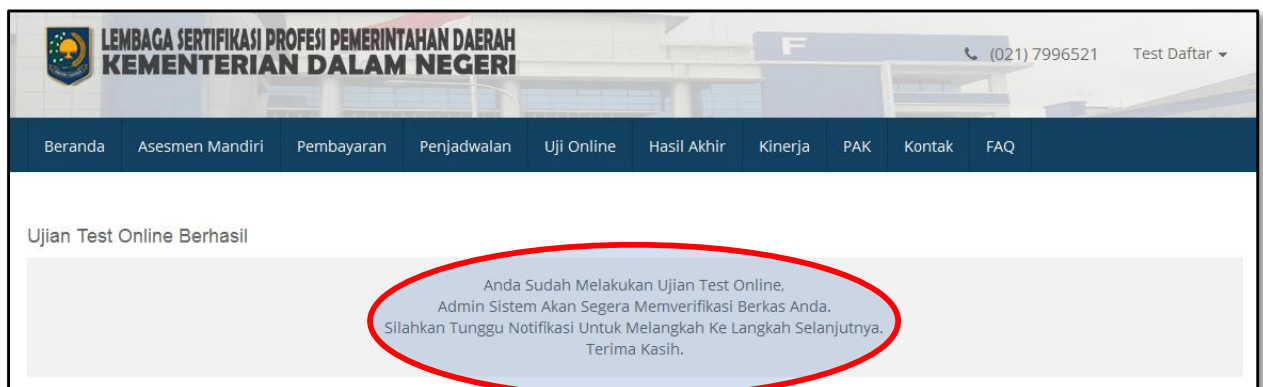 LEMBAGA SERTIFIKASI PROFESI PEMERINTAHAN DAERAH
KEMENTERIAN DALAM NEGERI
(021) 7996521 Test Daftar
Beranda Asesmen Mandiri Pembayaran Penjadwalan Uji Online Hasil Akhir Kinerja PAK Kontak FAQ
Ujian Test Online Berhasil
Anda Sudah Melakukan Ujian Test Online,
Admin Sistem Akan Segera Memverifikasi Berkas Anda.
Silahkan Tunggu Notifikasi Untuk Melangkah Ke Langkah Selanjutnya.
Terima Kasih.